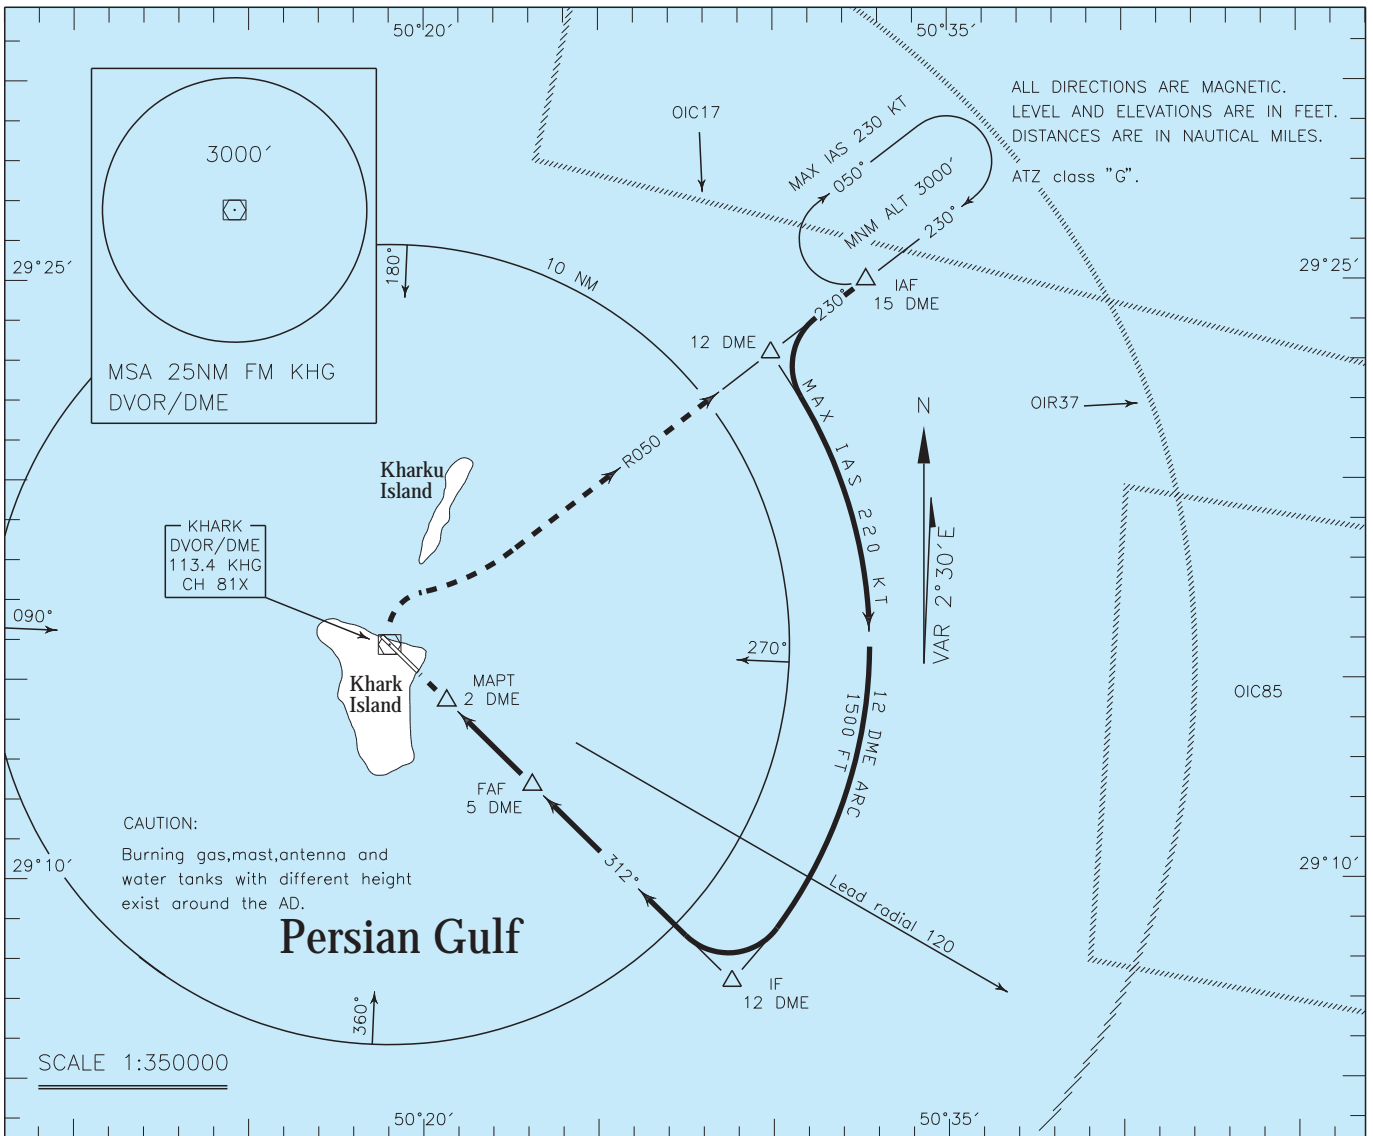 50°20′
50°35′
ALL DIRECTIONS ARE MAGNETIC.
LEVEL AND ELEVATIONS ARE IN FEET.
DISTANCES ARE IN NAUTICAL MILES.
ATZ class "G".
3000′
MSA 25NM FM KHG
DVOR/DME
OIC17
MAX IAS 230 KT
050°
MNM ALT 3000′
230°
29°25′
29°25′
180°
10 NM
IAF
15 DME
230°
12 DME
MAX IAS 220 KT
OIR37
N
VAR 2°30′E
R050
Kharku
Island
KHARK
DVOR/DME
113.4 KHG
CH 81X
090°
270°
Khark
Island
MAPT
2 DME
12 DME ARC
1500 FT
OIC85
FAF
5 DME
CAUTION:
Burning gas,mast,antenna and
water tanks with different height
exist around the AD.
29°10′
29°10′
312°
Lead radial 120
Persian Gulf
IF
12 DME
360°
SCALE 1:350000
50°20′
50°35′